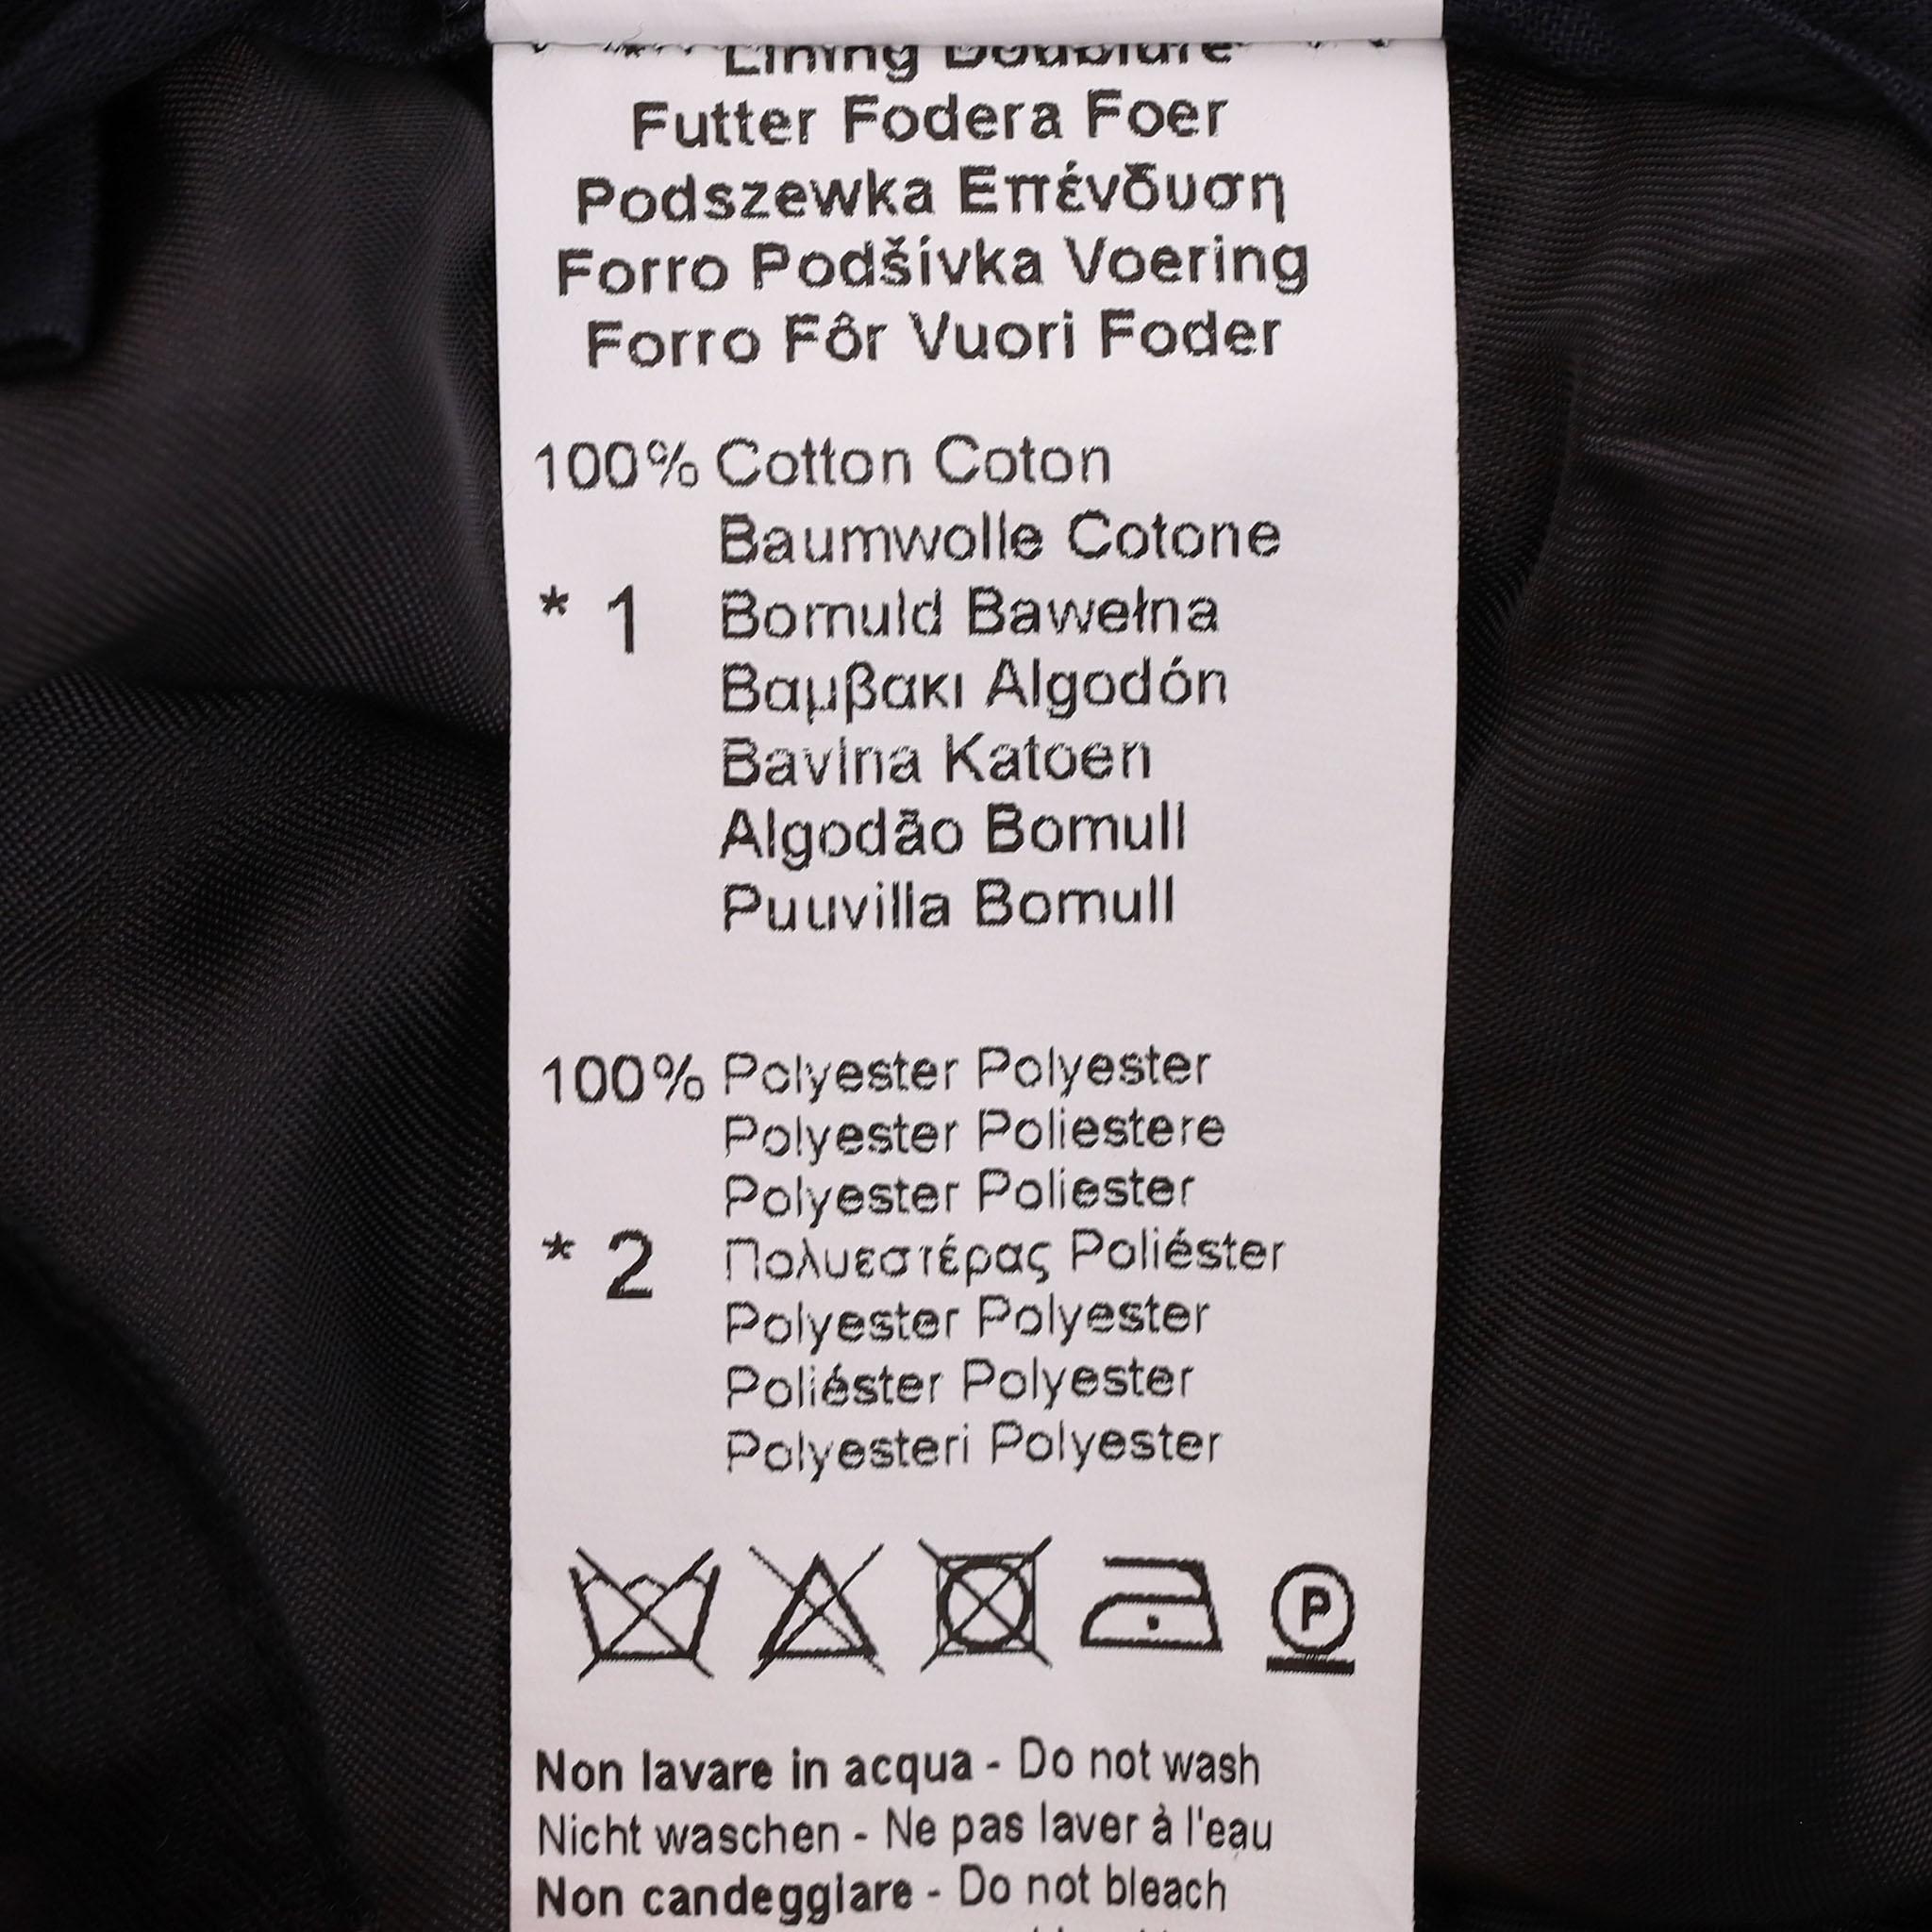 Lining Doublure
Futter Fodera Foer
Podszewka Επένδυση
Forro Podšívka Voering
Forro Fôr Vuori Foder
100% Cotton Coton
Baumwolle Cotone
* 1 Bomuld Bawełna
Βαμβακι Algodón
Bavlna Katoen
Algodão Bomull
Puuvilla Bomull
100% Polyester Polyester
Polyester Poliestere
Polyester Poliester
* 2 Πολυεστέρας Poliéster
Polyester Polyester
Poliéster Polyester
Polyesteri Polyester
P
Non lavare in acqua - Do not wash
Nicht waschen - Ne pas laver à l'eau
Non candeggiare - Do not bleach